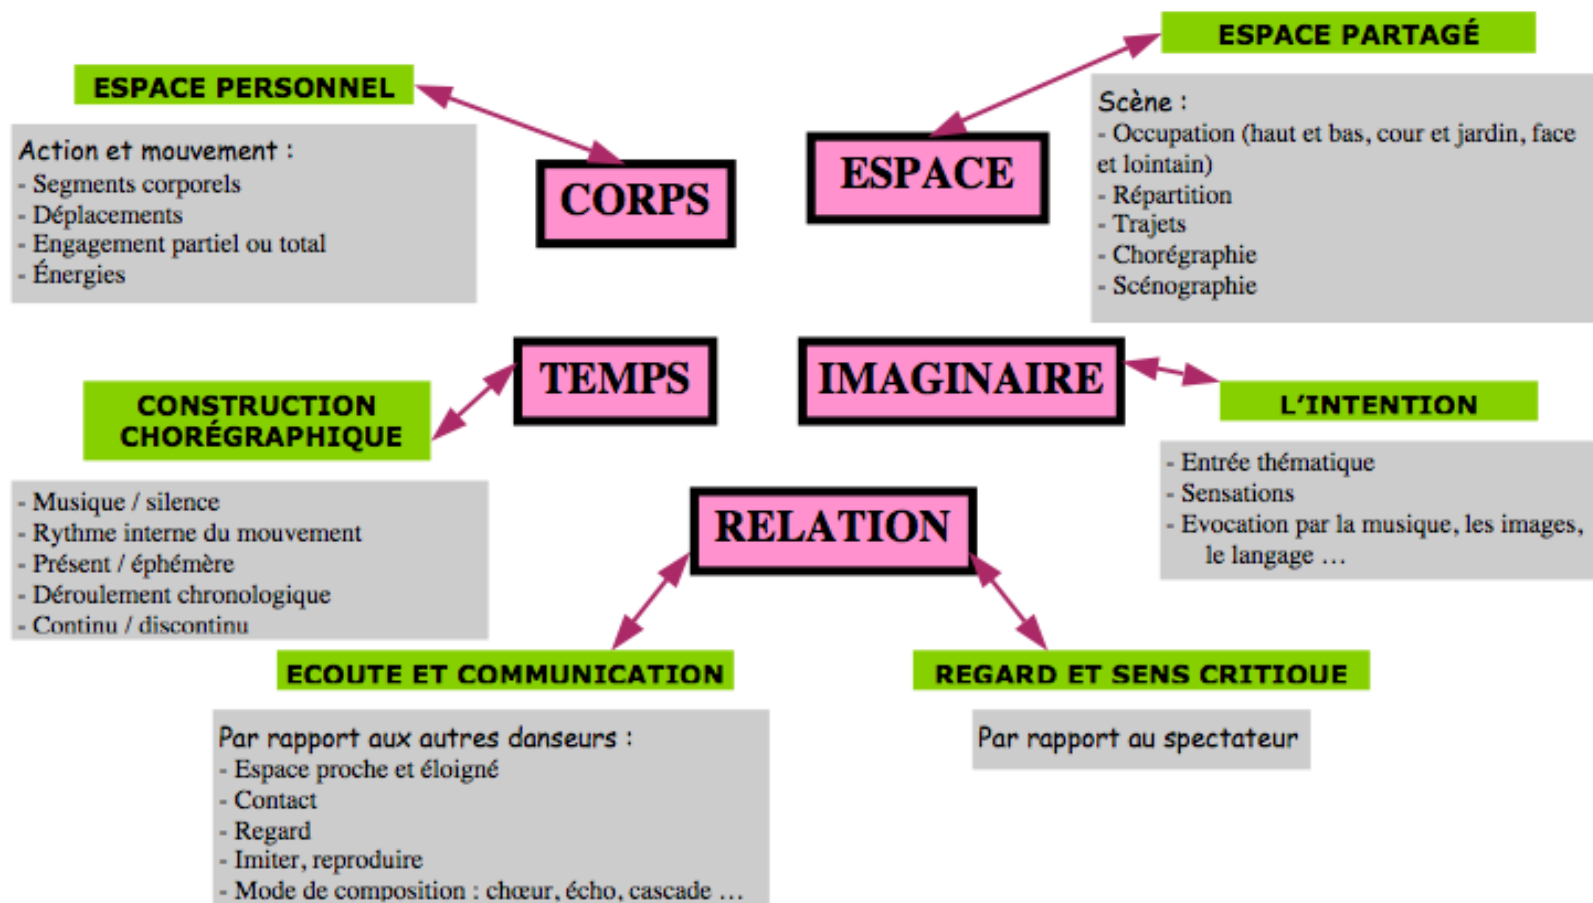 ESPACE PARTAGÉ
ESPACE PERSONNEL
Scène :
- Occupation (haut et bas, cour et jardin, face
et lointain)
- Répartition
- Trajets
- Chorégraphie
- Scénographie
Action et mouvement :
- Segments corporels
- Déplacements
- Engagement partiel ou total
- Énergies
CORPS
ESPACE
TEMPS
IMAGINAIRE
CONSTRUCTION
CHORÉGRAPHIQUE
- Musique / silence
- Rythme interne du mouvement
- Présent / éphémère
- Déroulement chronologique
- Continu / discontinu
L'INTENTION
- Entrée thématique
- Sensations
- Evocation par la musique, les images,
le langage ...
RELATION
ECOUTE ET COMMUNICATION
Par rapport aux autres danseurs :
- Espace proche et éloigné
- Contact
- Regard
- Imiter, reproduire
- Mode de composition : chœur, écho, cascade ...
REGARD ET SENS CRITIQUE
Par rapport au spectateur